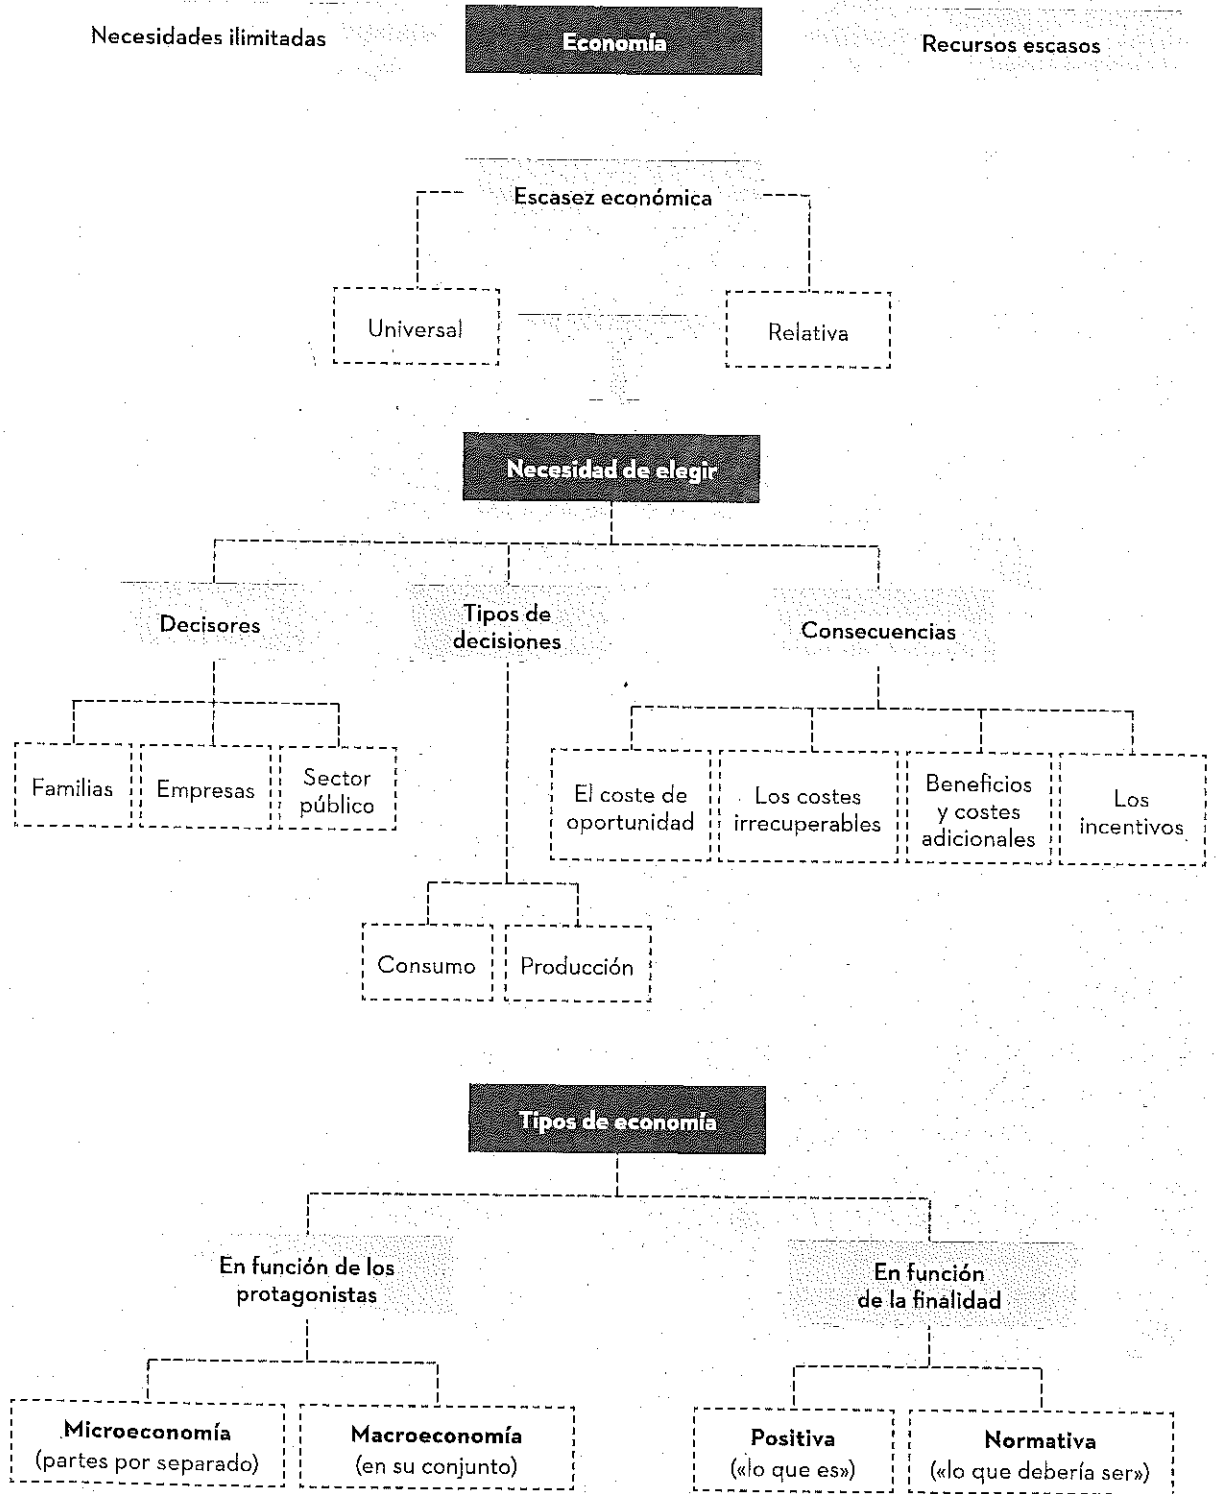 Necesidades ilimitadas
Economía
Recursos escasos
Escasez económica
Universal
Relativa
Necesidad de elegir
Decisores
Tipos de
decisiones
Consecuencias
Familias
Empresas
Sector
público
El coste de
oportunidad
Los costes
irrecuperables
Beneficios
y costes
adicionales
Los
incentivos
Consumo
Producción
Tipos de economía
En función de los
protagonistas
En función
de la finalidad
Microeconomía
(partes por separado)
Macroeconomía
(en su conjunto)
Positiva
(«lo que es»)
Normativa
(«lo que debería ser»)